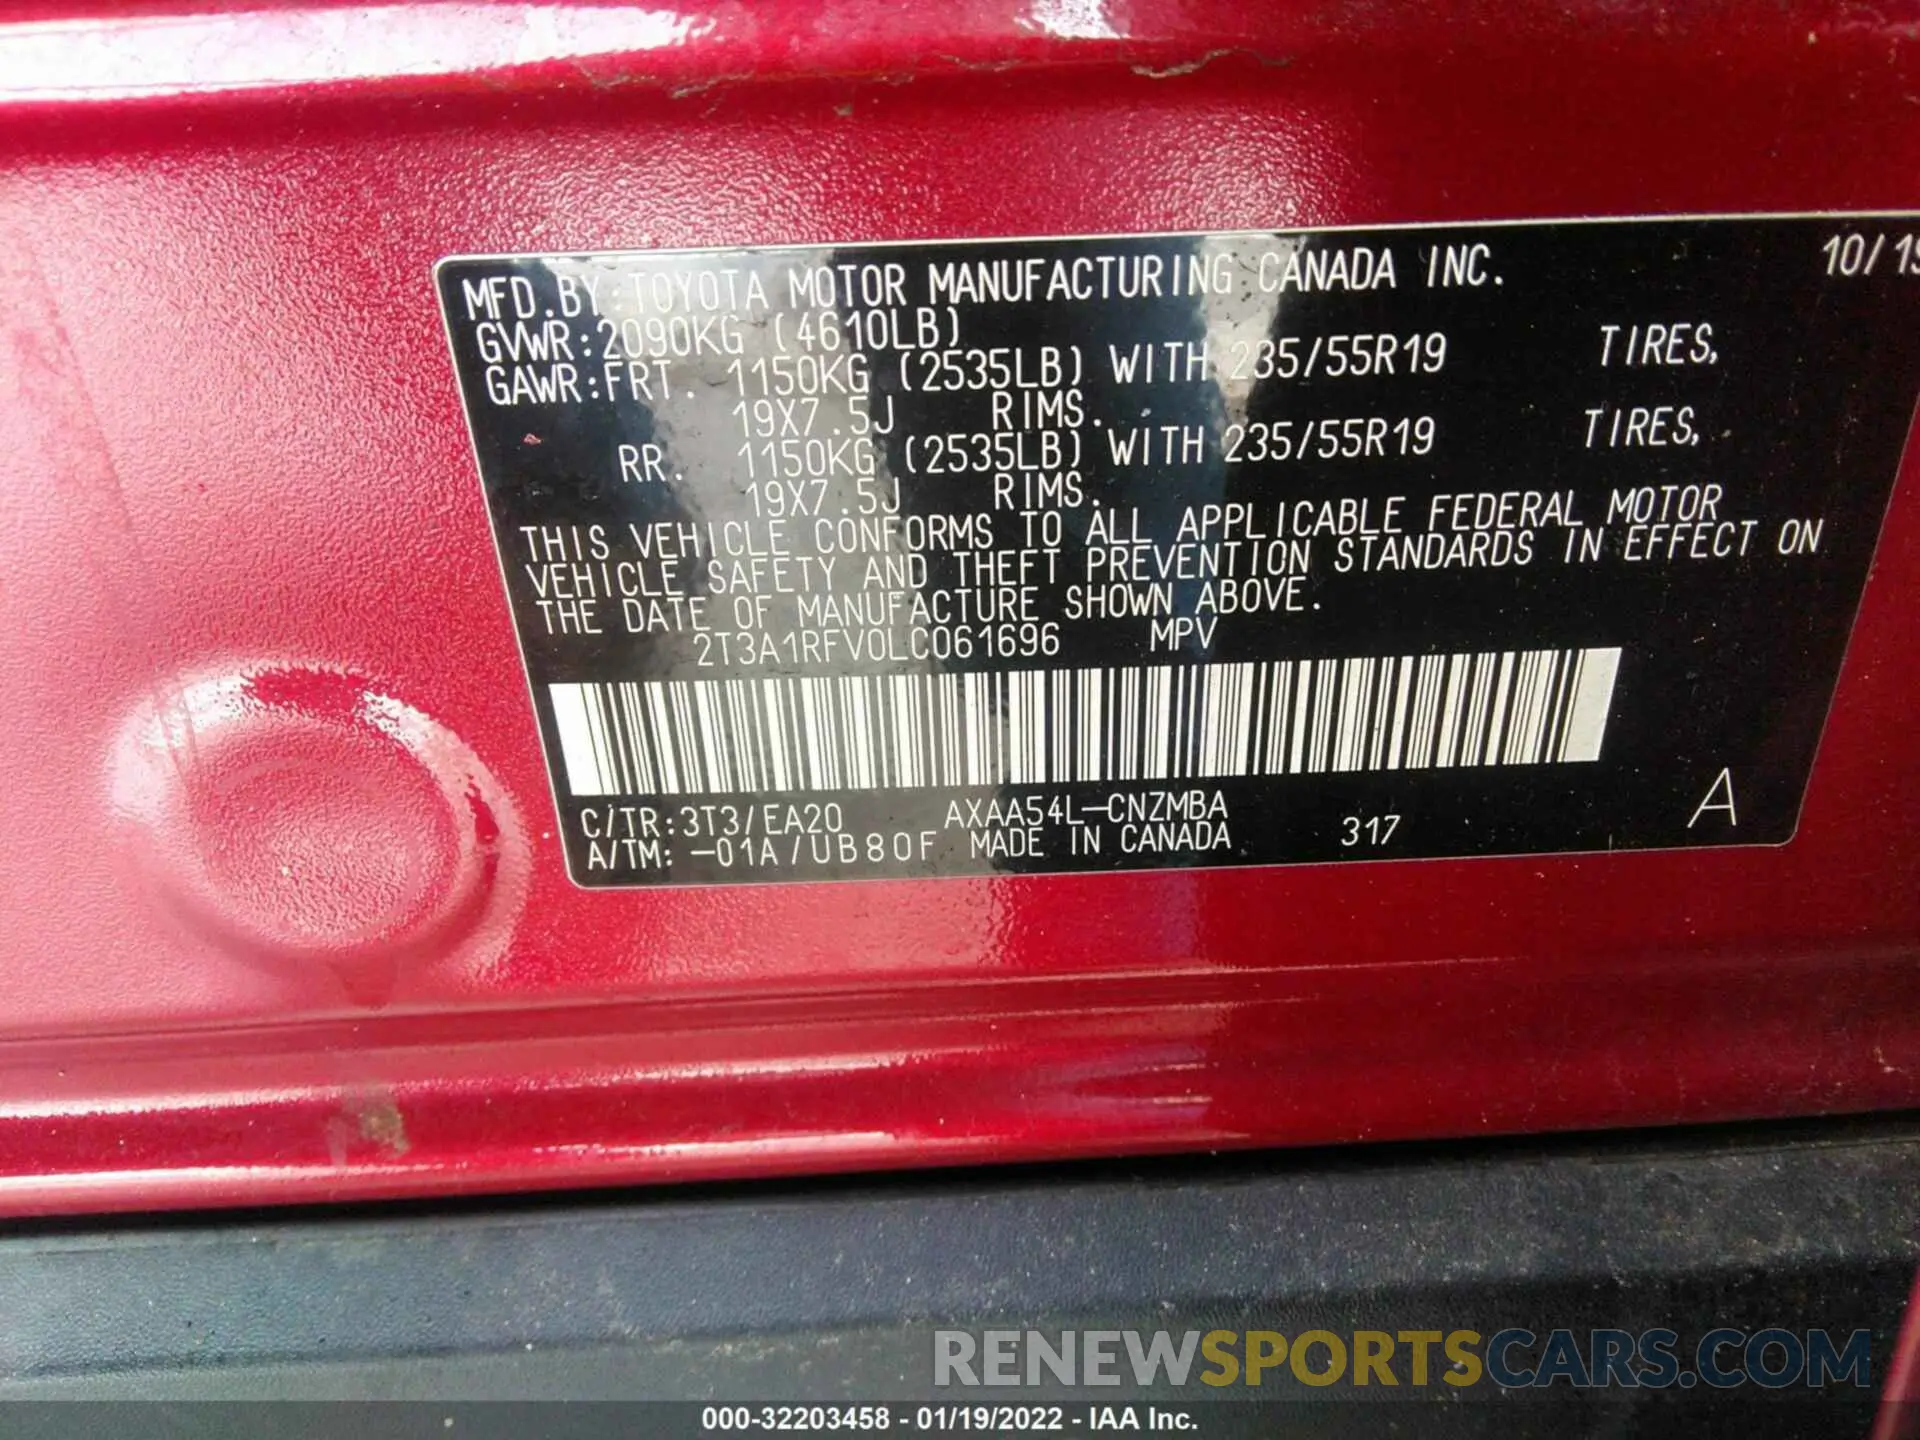 MFD.BY:TOYOTA MOTOR MANUFACTURING CANADA INC. 10/19
GVWR:2090KG (4610LB)
GAWR:FRT. 1150KG (2535LB) WITH 235/55R19 TIRES,
19X7.5J RIMS.
RR. 1150KG (2535LB) WITH 235/55R19 TIRES,
19X7.5J RIMS.
THIS VEHICLE CONFORMS TO ALL APPLICABLE FEDERAL MOTOR
VEHICLE SAFETY AND THEFT PREVENTION STANDARDS IN EFFECT ON
THE DATE OF MANUFACTURE SHOWN ABOVE.
2T3A1RFV0LC061696 MPV
C/TR:3T3/EA20 AXAA54L-CNZMBA
A/TM:-01A/UB80F MADE IN CANADA 317 A
RENEWSPORTSCARS.COM
000-32203458 - 01/19/2022 - IAA Inc.